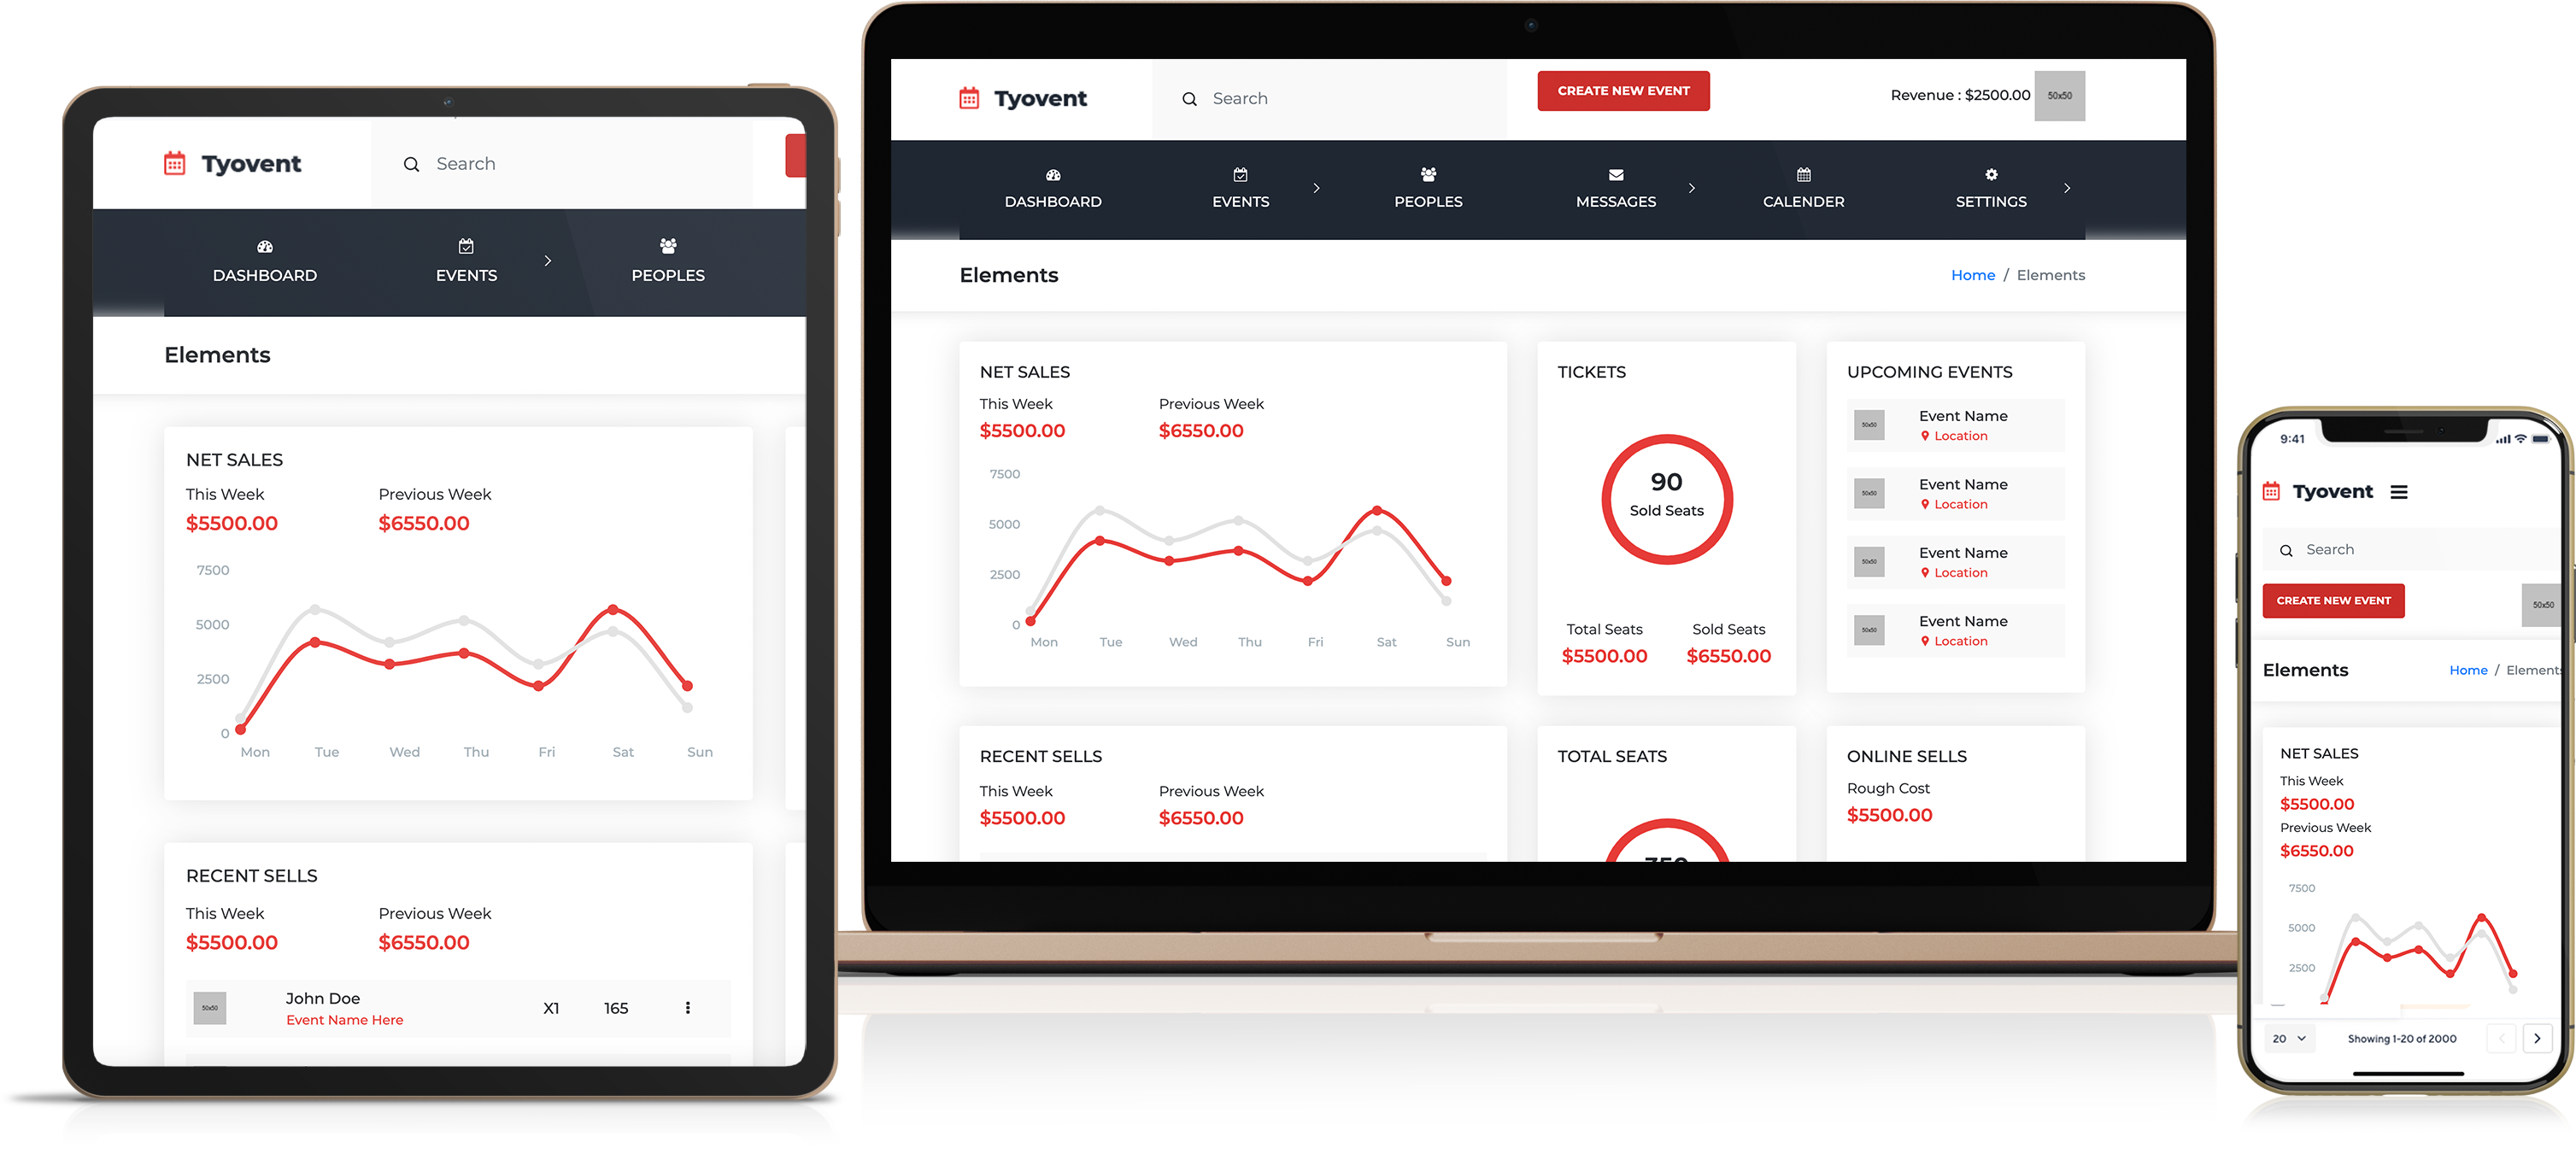 Tyovent
Search
DASHBOARD
EVENTS
PEOPLES
Elements
NET SALES
This Week
Previous Week
$5500.00
$6550.00
7500
5000
2500
0
Mon
Tue
Wed
Thu
Fri
Sat
Sun
RECENT SELLS
This Week
Previous Week
$5500.00
$6550.00
50x50
John Doe
Event Name Here
X1
165
Tyovent
Search
CREATE NEW EVENT
Revenue : $2500.00
50x50
DASHBOARD
EVENTS
PEOPLES
MESSAGES
CALENDER
SETTINGS
Elements
Home / Elements
NET SALES
This Week
Previous Week
$5500.00
$6550.00
7500
5000
2500
0
Mon
Tue
Wed
Thu
Fri
Sat
Sun
TICKETS
90
Sold Seats
Total Seats
Sold Seats
$5500.00
$6550.00
UPCOMING EVENTS
50x50
Event Name
Location
50x50
Event Name
Location
50x50
Event Name
Location
50x50
Event Name
Location
RECENT SELLS
This Week
Previous Week
$5500.00
$6550.00
TOTAL SEATS
ONLINE SELLS
Rough Cost
$5500.00
9:41
Tyovent
Search
CREATE NEW EVENT
50x50
Elements
Home / Elements
NET SALES
This Week
$5500.00
Previous Week
$6550.00
7500
5000
2500
20
Showing 1-20 of 2000